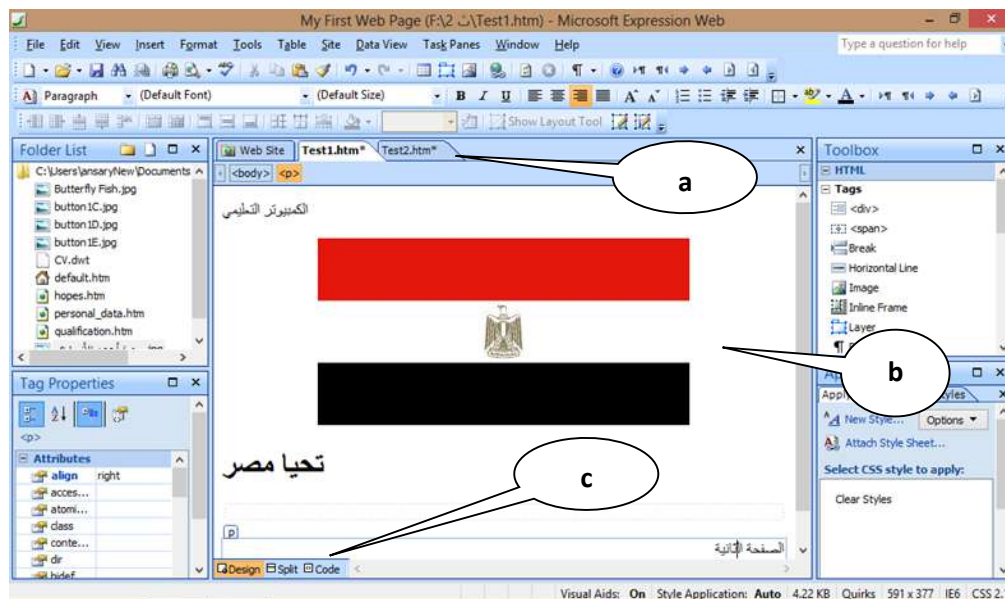 My First Web Page (F:\2 ث\Test1.htm) - Microsoft Expression Web
File Edit View Insert Format Tools Table Site Data View Task Panes Window Help
Type a question for help
Paragraph (Default Font) (Default Size) B I U
Show Layout Tool
Folder List
C:\Users\ansaryNew\Documents
Butterfly Fish.jpg
button1C.jpg
button1D.jpg
button1E.jpg
CV.dwt
default.htm
hopes.htm
personal_data.htm
qualification.htm
Web Site Test1.htm* Test2.htm*
<body> <p>
a
الكمبيوتر التعليمي
b
تحيا مصر
c
p
الصفحة الثانية
Design Split Code
Toolbox
HTML
Tags
<div>
<span>
Break
Horizontal Line
Image
Inline Frame
Layer
Tag Properties
<p>
Attributes
align right
acces...
atomi...
class
conte...
dir
hidef
New Style... Options
Attach Style Sheet...
Select CSS style to apply:
Clear Styles
Visual Aids: On Style Application: Auto 4.22 KB Quirks 591 x 377 IE6 CSS 2.